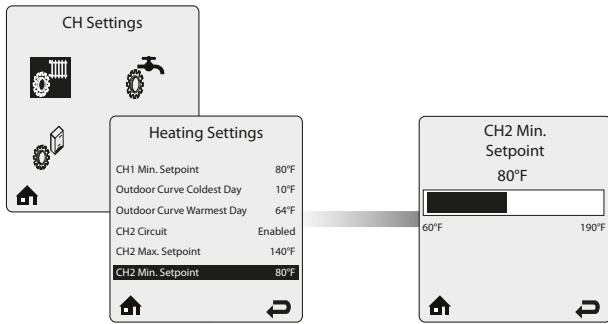 CH Settings
Heating Settings
CH1 Min. Setpoint 80°F
Outdoor Curve Coldest Day 10°F
Outdoor Curve Warmest Day 64°F
CH2 Circuit Enabled
CH2 Max. Setpoint 140°F
CH2 Min. Setpoint 80°F
CH2 Min.
Setpoint
80°F
60°F 190°F